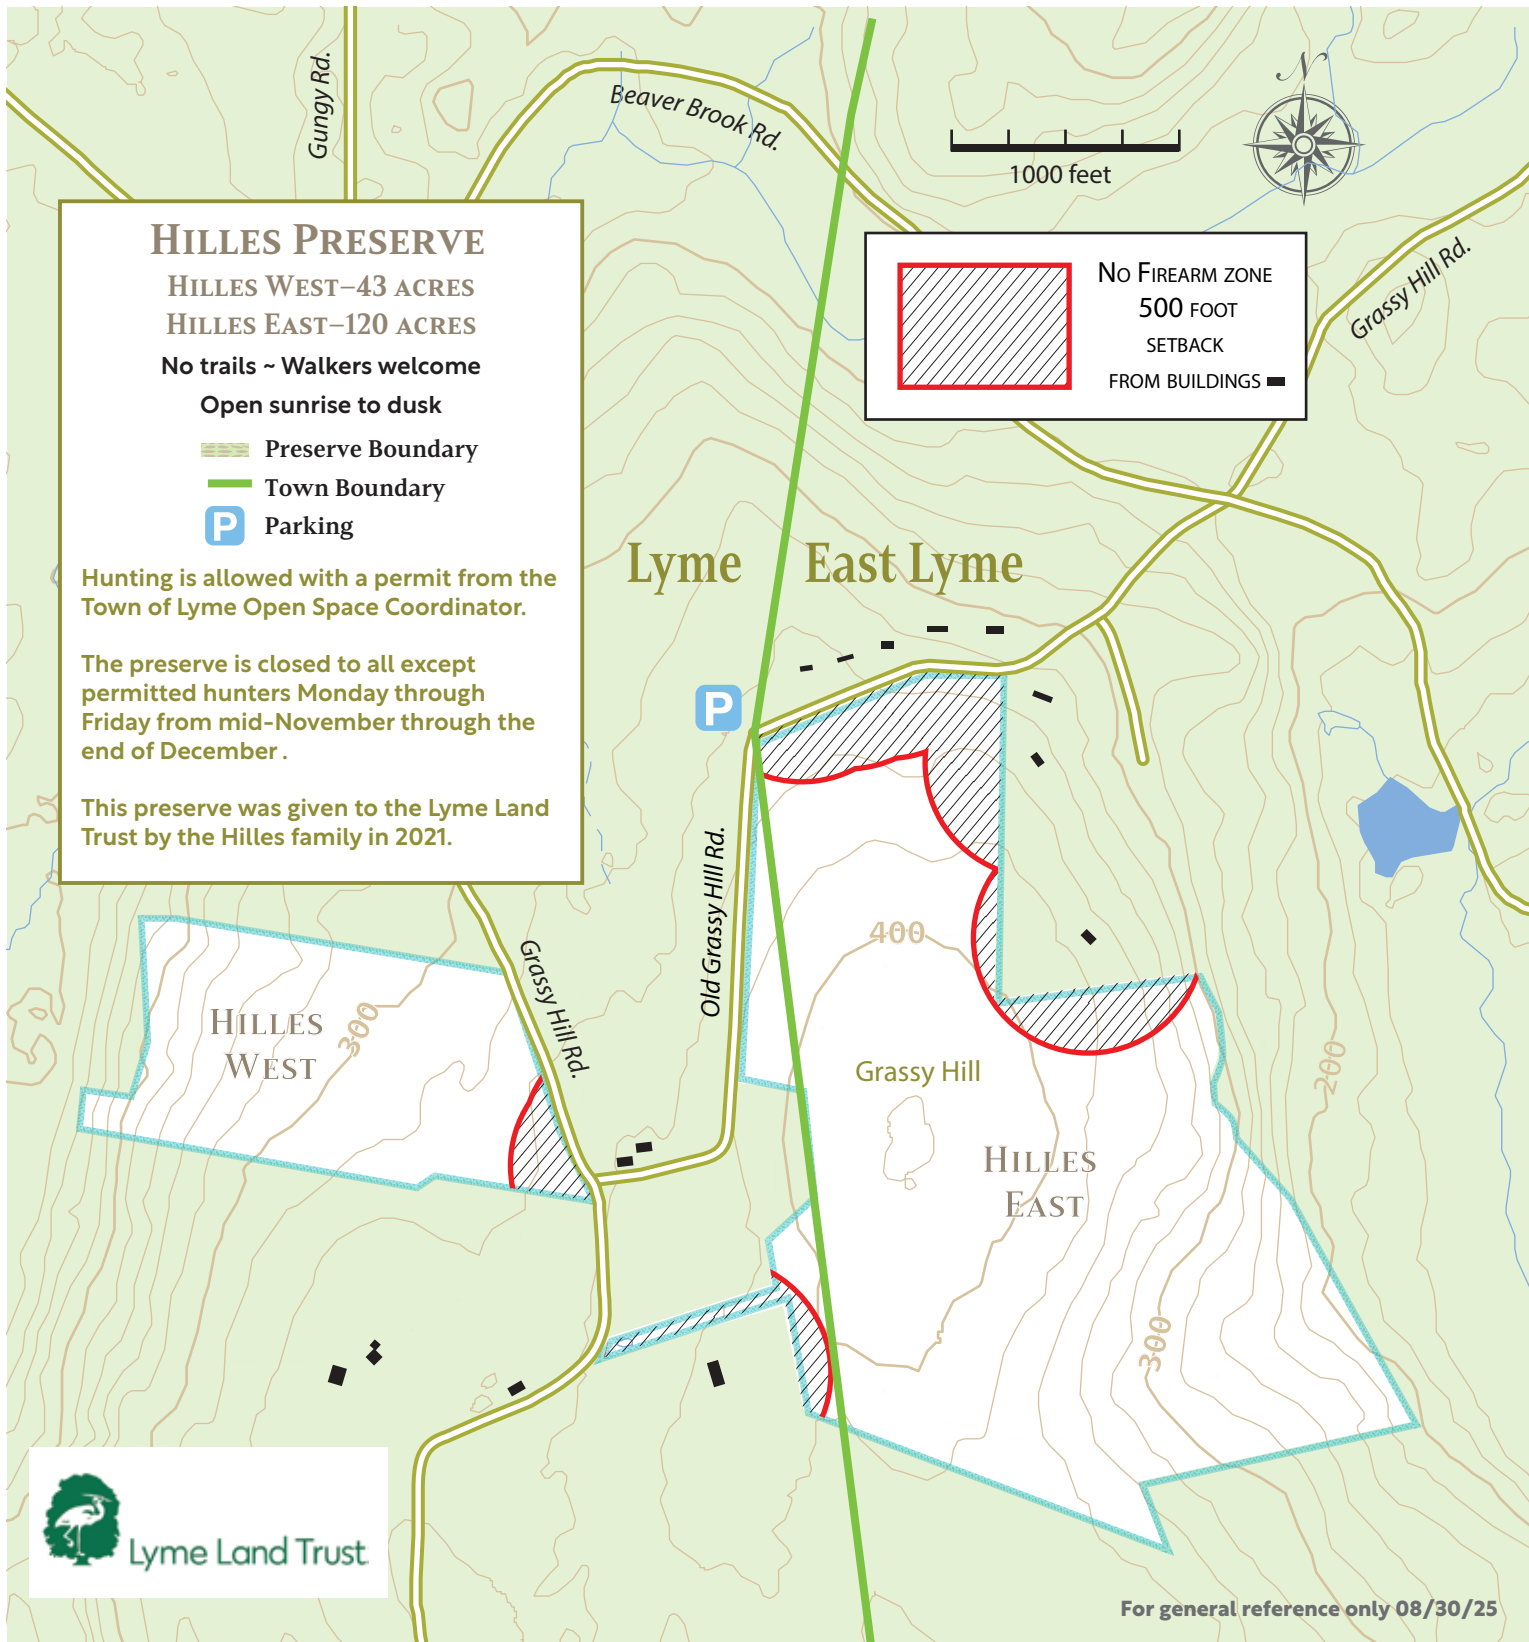 Gungy Rd.
Beaver Brook Rd.
N
1000 feet
HILLES PRESERVE
HILLES WEST–43 ACRES
HILLES EAST–120 ACRES
No trails ~ Walkers welcome
Open sunrise to dusk
Preserve Boundary
Town Boundary
P Parking
Hunting is allowed with a permit from the
Town of Lyme Open Space Coordinator.
The preserve is closed to all except
permitted hunters Monday through
Friday from mid-November through the
end of December .
This preserve was given to the Lyme Land
Trust by the Hilles family in 2021.
NO FIREARM ZONE
500 FOOT
SETBACK
FROM BUILDINGS
Grassy Hill Rd.
Lyme
East Lyme
P
Old Grassy HIll Rd.
400
Grassy Hill Rd.
HILLES
WEST
300
Grassy Hill
200
HILLES
EAST
300
Lyme Land Trust
For general reference only 08/30/25